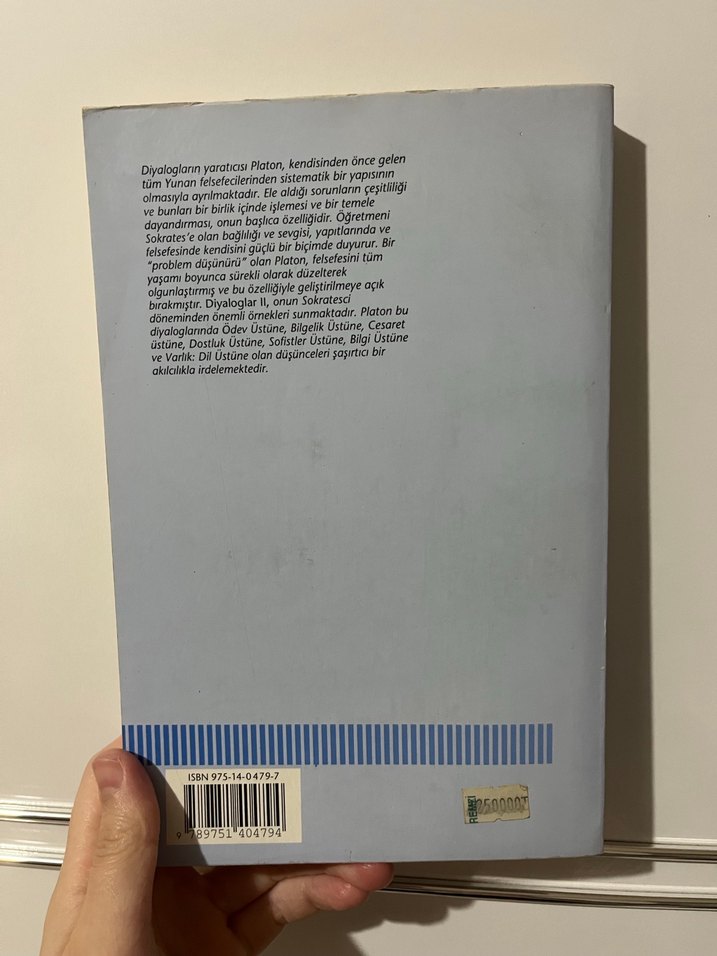 Diyalogların yaratıcısı Platon, kendisinden önce gelen
tüm Yunan felsefecilerinden sistematik bir yapısının
olmasıyla ayrılmaktadır. Ele aldığı sorunların çeşitliliği
ve bunları bir birlik içinde işlemesi ve bir temele
dayandırması, onun başlıca özelliğidir. Öğretmeni
Sokrates'e olan bağlılığı ve sevgisi, yapıtlarında ve
felsefesinde kendisini güçlü bir biçimde duyurur. Bir
"problem düşünürü" olan Platon, felsefesini tüm
yaşamı boyunca sürekli olarak düzelterek
olgunlaştırmış ve bu özelliğiyle geliştirilmeye açık
bırakmıştır. Diyaloglar II, onun Sokratesci
döneminden önemli örnekleri sunmaktadır. Platon bu
diyaloglarında Ödev Üstüne, Bilgelik Üstüne, Cesaret
üstüne, Dostluk Üstüne, Sofistler Üstüne, Bilgi Üstüne
ve Varlık: Dil Üstüne olan düşünceleri şaşırtıcı bir
akılcılıkla irdelemektedir.
ISBN 975-14-0479-7
9 789751 404794
REMZİ